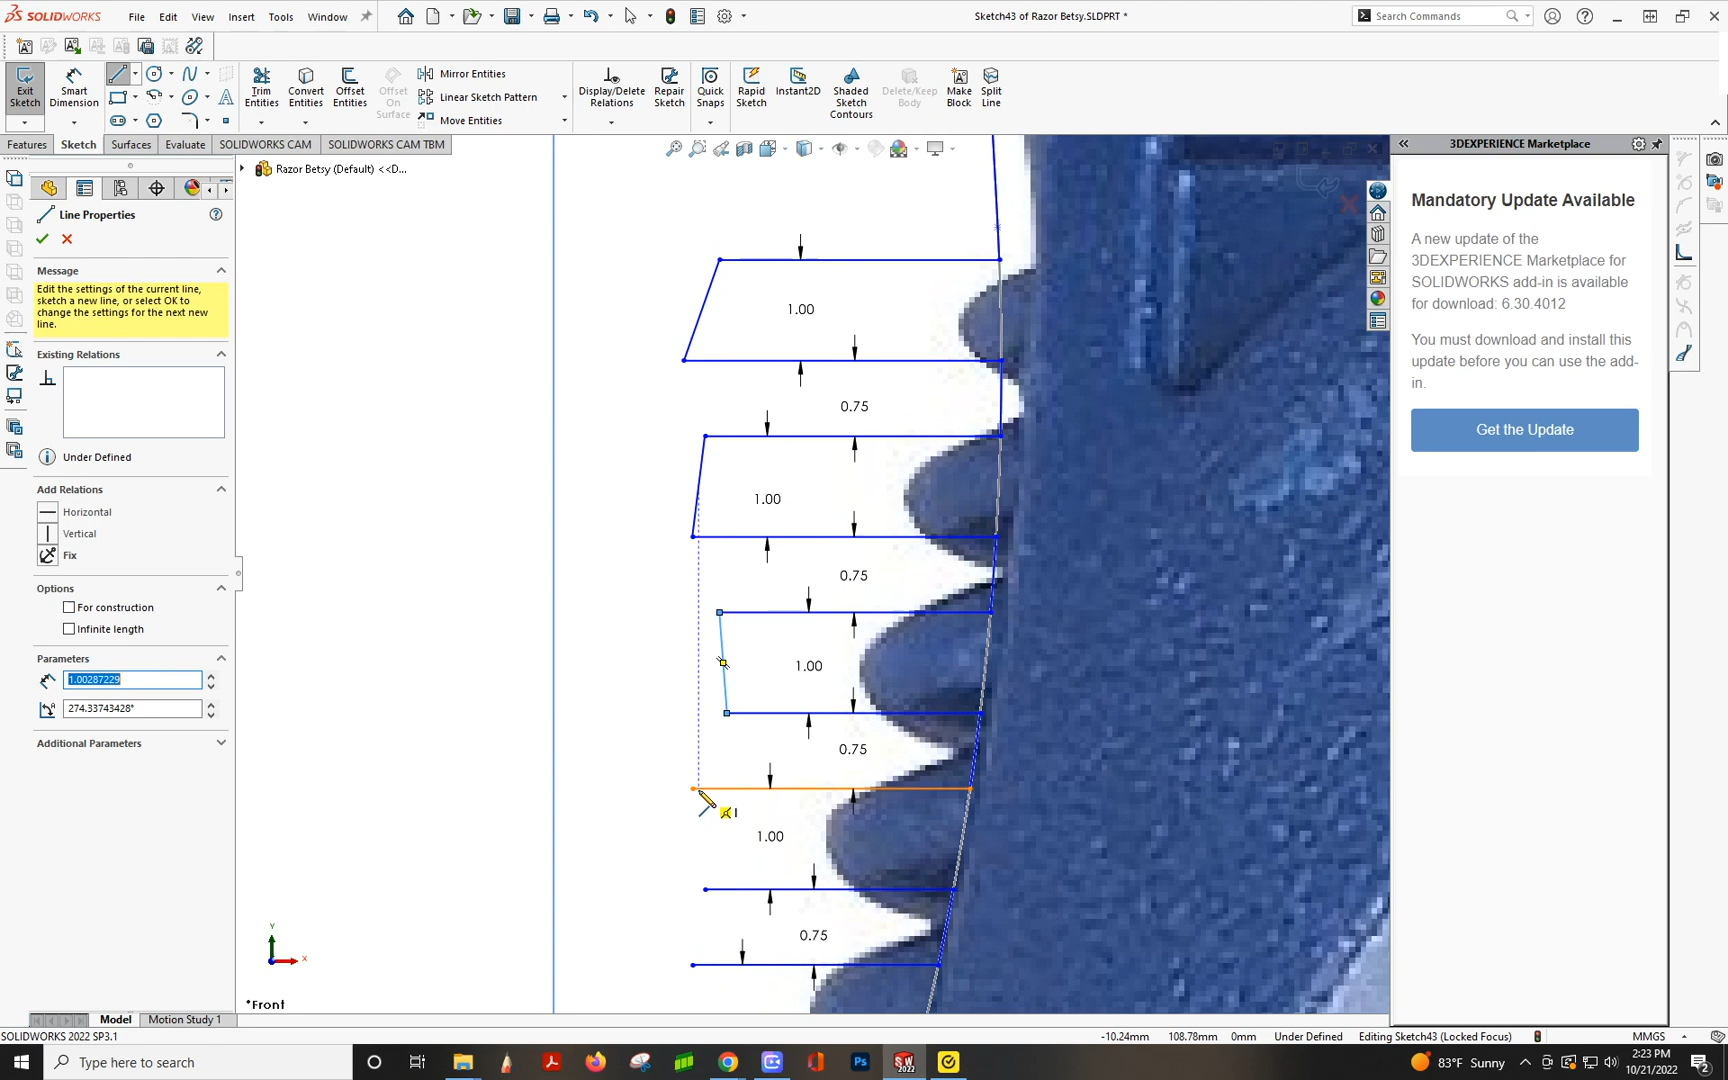 SOLIDWORKS
File
Edit
View
Insert
Tools
Window
Sketch43 of Razor Betsy.SLDPRT *
Search Commands
Exit
Sketch
Smart
Dimension
Trim
Entities
Convert
Entities
Offset
Entities
Offset
On
Surface
Mirror Entities
Linear Sketch Pattern
Move Entities
Display/Delete
Relations
Repair
Sketch
Quick
Snaps
Rapid
Sketch
Instant2D
Shaded
Sketch
Contours
Delete/Keep
Body
Make
Block
Split
Line
Features
Sketch
Surfaces
Evaluate
SOLIDWORKS CAM
SOLIDWORKS CAM TBM
Razor Betsy (Default) <<D...
Line Properties
Message
Edit the settings of the current line,
sketch a new line, or select OK to
change the settings for the next new
line.
Existing Relations
Under Defined
Add Relations
Horizontal
Vertical
Fix
Options
For construction
Infinite length
Parameters
1.00287229
274.33743428°
Additional Parameters
1.00
0.75
1.00
0.75
1.00
0.75
1.00
0.75
Y
X
*Front
3DEXPERIENCE Marketplace
Mandatory Update Available
A new update of the
3DEXPERIENCE Marketplace for
SOLIDWORKS add-in is available
for download: 6.30.4012
You must download and install this
update before you can use the add-
in.
Get the Update
Model
Motion Study 1
SOLIDWORKS 2022 SP3.1
-10.24mm
108.78mm
0mm
Under Defined
Editing Sketch43 (Locked Focus)
MMGS
Type here to search
Ps
SW
2022
83°F Sunny
2:23 PM
10/21/2022
2